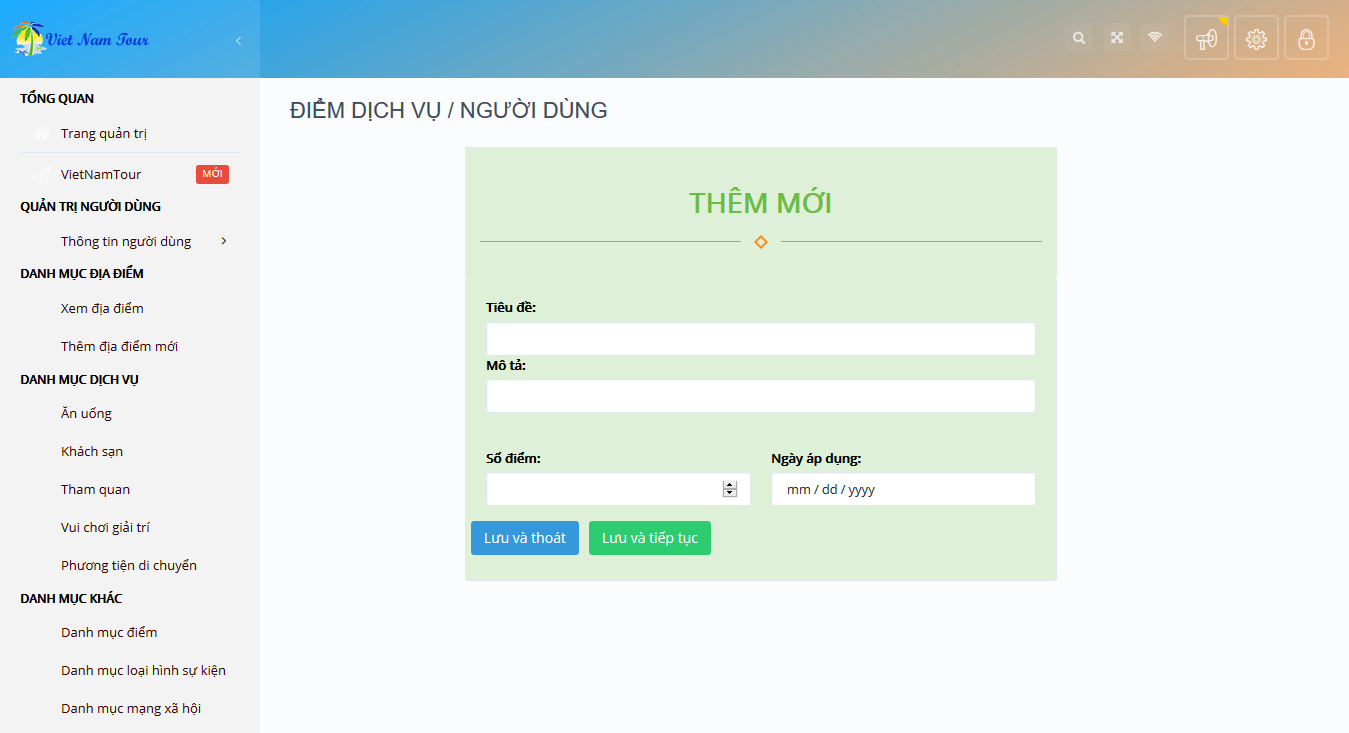 Viet Nam Tour
TỔNG QUAN
Trang quản trị
VietNamTour MỚI
QUẢN TRỊ NGƯỜI DÙNG
Thông tin người dùng
DANH MỤC ĐỊA ĐIỂM
Xem địa điểm
Thêm địa điểm mới
DANH MỤC DỊCH VỤ
Ăn uống
Khách sạn
Tham quan
Vui chơi giải trí
Phương tiện di chuyển
DANH MỤC KHÁC
Danh mục điểm
Danh mục loại hình sự kiện
Danh mục mạng xã hội
ĐIỂM DỊCH VỤ / NGƯỜI DÙNG
THÊM MỚI
Tiêu đề:
Mô tả:
Số điểm: Ngày áp dụng:
mm / dd / yyyy
Lưu và thoát Lưu và tiếp tục